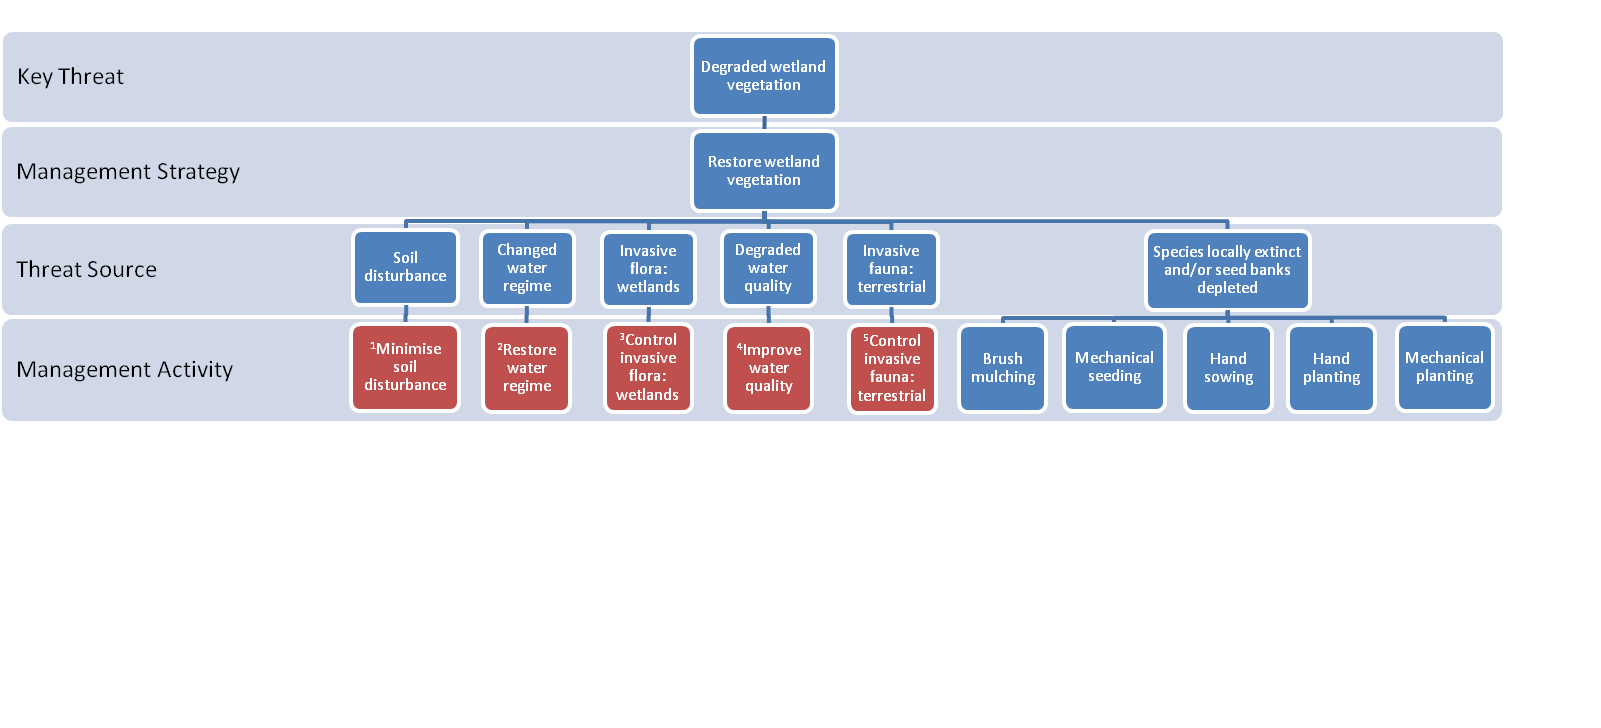 Key Threat
Degraded wetland
vegetation
Management Strategy
Restore wetland
vegetation
Threat Source
Soil
disturbance
Changed
water
regime
Invasive
flora:
wetlands
Degraded
water
quality
Invasive
fauna:
terrestrial
Species locally extinct
and/or seed banks
depleted
Management Activity
¹Minimise
soil
disturbance
²Restore
water
regime
³Control
invasive
flora:
wetlands
⁴Improve
water
quality
⁵Control
invasive
fauna:
terrestrial
Brush
mulching
Mechanical
seeding
Hand
sowing
Hand
planting
Mechanical
planting